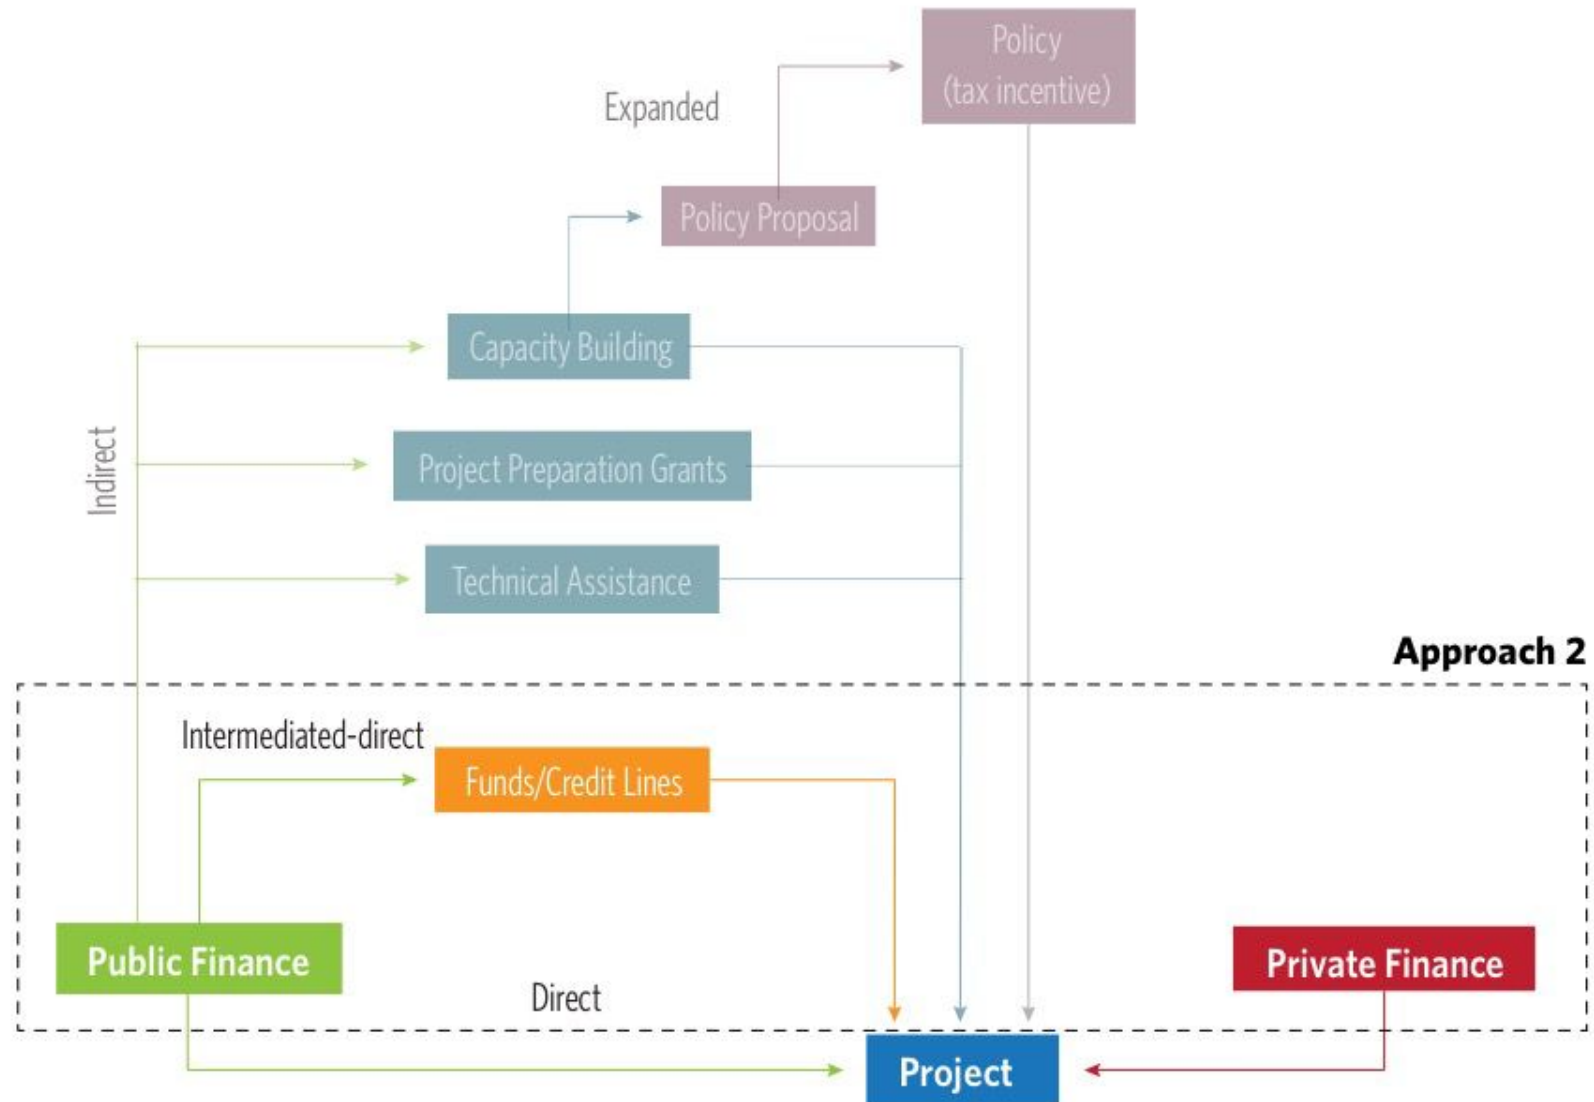 Policy
(tax incentive)
Expanded
Policy Proposal
Capacity Building
Indirect
Project Preparation Grants
Technical Assistance
Approach 2
Intermediated-direct
Funds/Credit Lines
Public Finance
Private Finance
Direct
Project